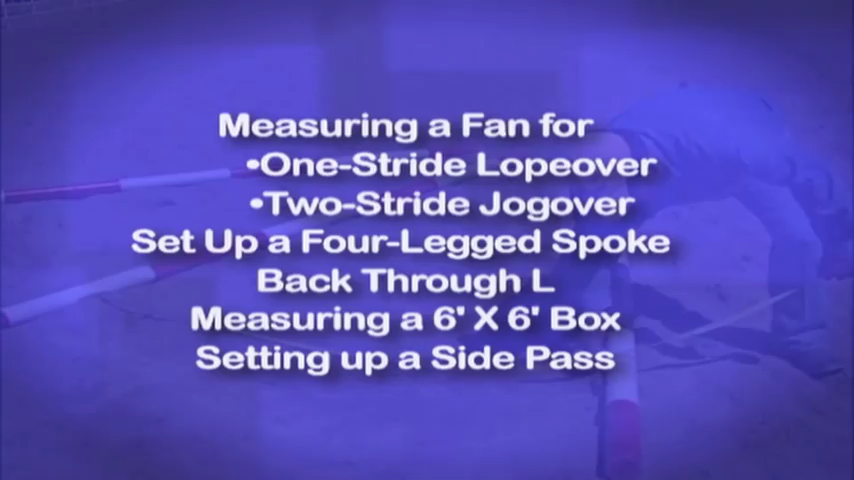 Measuring a Fan for
•One-Stride Lopeover
•Two-Stride Jogover
Set Up a Four-Legged Spoke
Back Through L
Measuring a 6' X 6' Box
Setting up a Side Pass